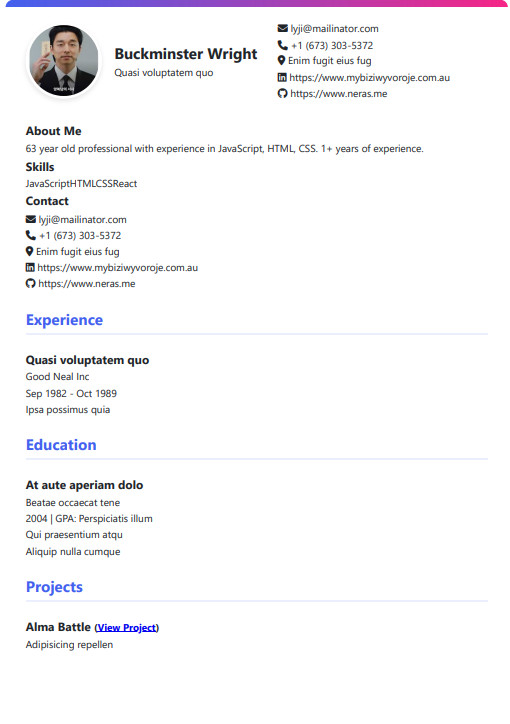 Buckminster Wright
Quasi voluptatem quo
lyji@mailinator.com
+1 (673) 303-5372
Enim fugit eius fug
https://www.mybiziwyvoroje.com.au
https://www.neras.me
About Me
63 year old professional with experience in JavaScript, HTML, CSS. 1+ years of experience.
Skills
JavaScriptHTMLCSSReact
Contact
lyji@mailinator.com
+1 (673) 303-5372
Enim fugit eius fug
https://www.mybiziwyvoroje.com.au
https://www.neras.me
Experience
Quasi voluptatem quo
Good Neal Inc
Sep 1982 - Oct 1989
Ipsa possimus quia
Education
At aute aperiam dolo
Beatae occaecat tene
2004 | GPA: Perspiciatis illum
Qui praesentium atqu
Aliquip nulla cumque
Projects
Alma Battle (View Project)
Adipisicing repellen